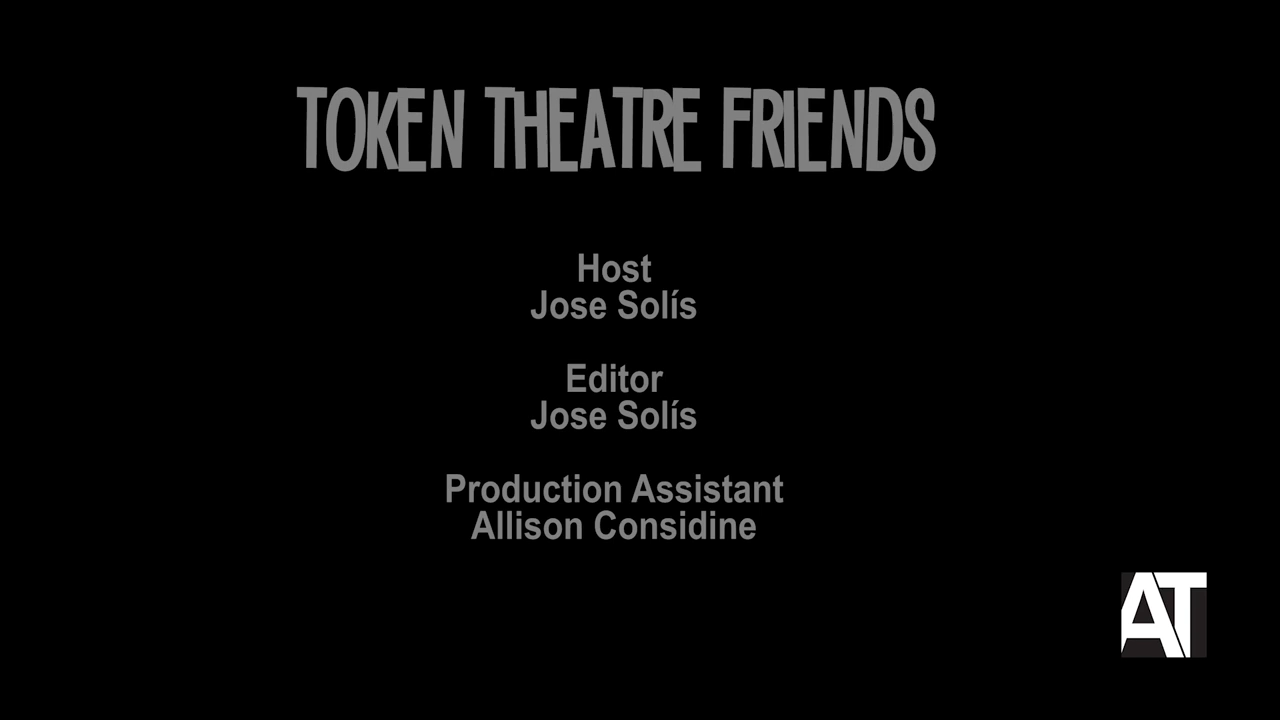 TOKEN THEATRE FRIENDS
Host
Jose Solís
Editor
Jose Solís
Production Assistant
Allison Considine
AT